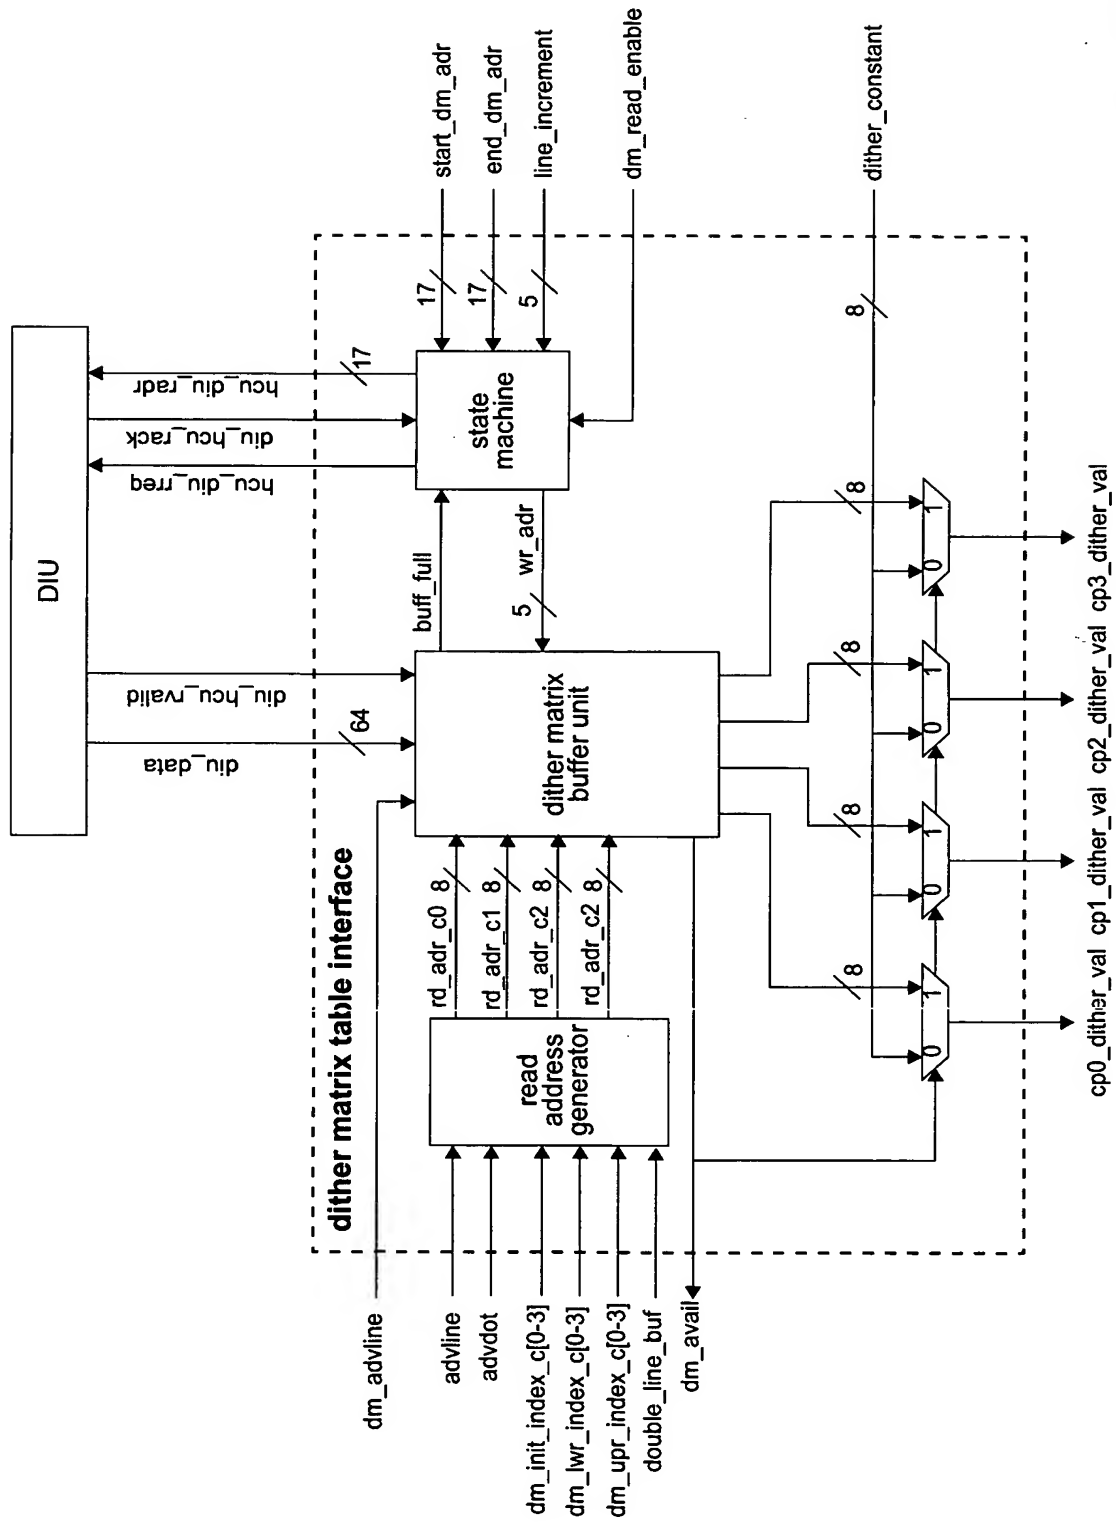 DIU
diu_data
64
diu_hcu_rvalid
hcu_diu_rreq
diu_hcu_rack
hcu_diu_radr
17
dither matrix table interface
dm_advline
advline
advdot
dm_init_index_c[0-3]
dm_lwr_index_c[0-3]
dm_upr_index_c[0-3]
double_line_buf
dm_avail
read
address
generator
rd_adr_c0
8
rd_adr_c1
8
rd_adr_c2
8
rd_adr_c2
8
dither matrix
buffer unit
buff_full
wr_adr
5
state
machine
17
start_dm_adr
17
end_dm_adr
5
line_increment
dm_read_enable
8
dither_constant
8
8
8
8
0 1
0 1
0 1
0 1
cp0_dither_val cp1_dither_val cp2_dither_val cp3_dither_val